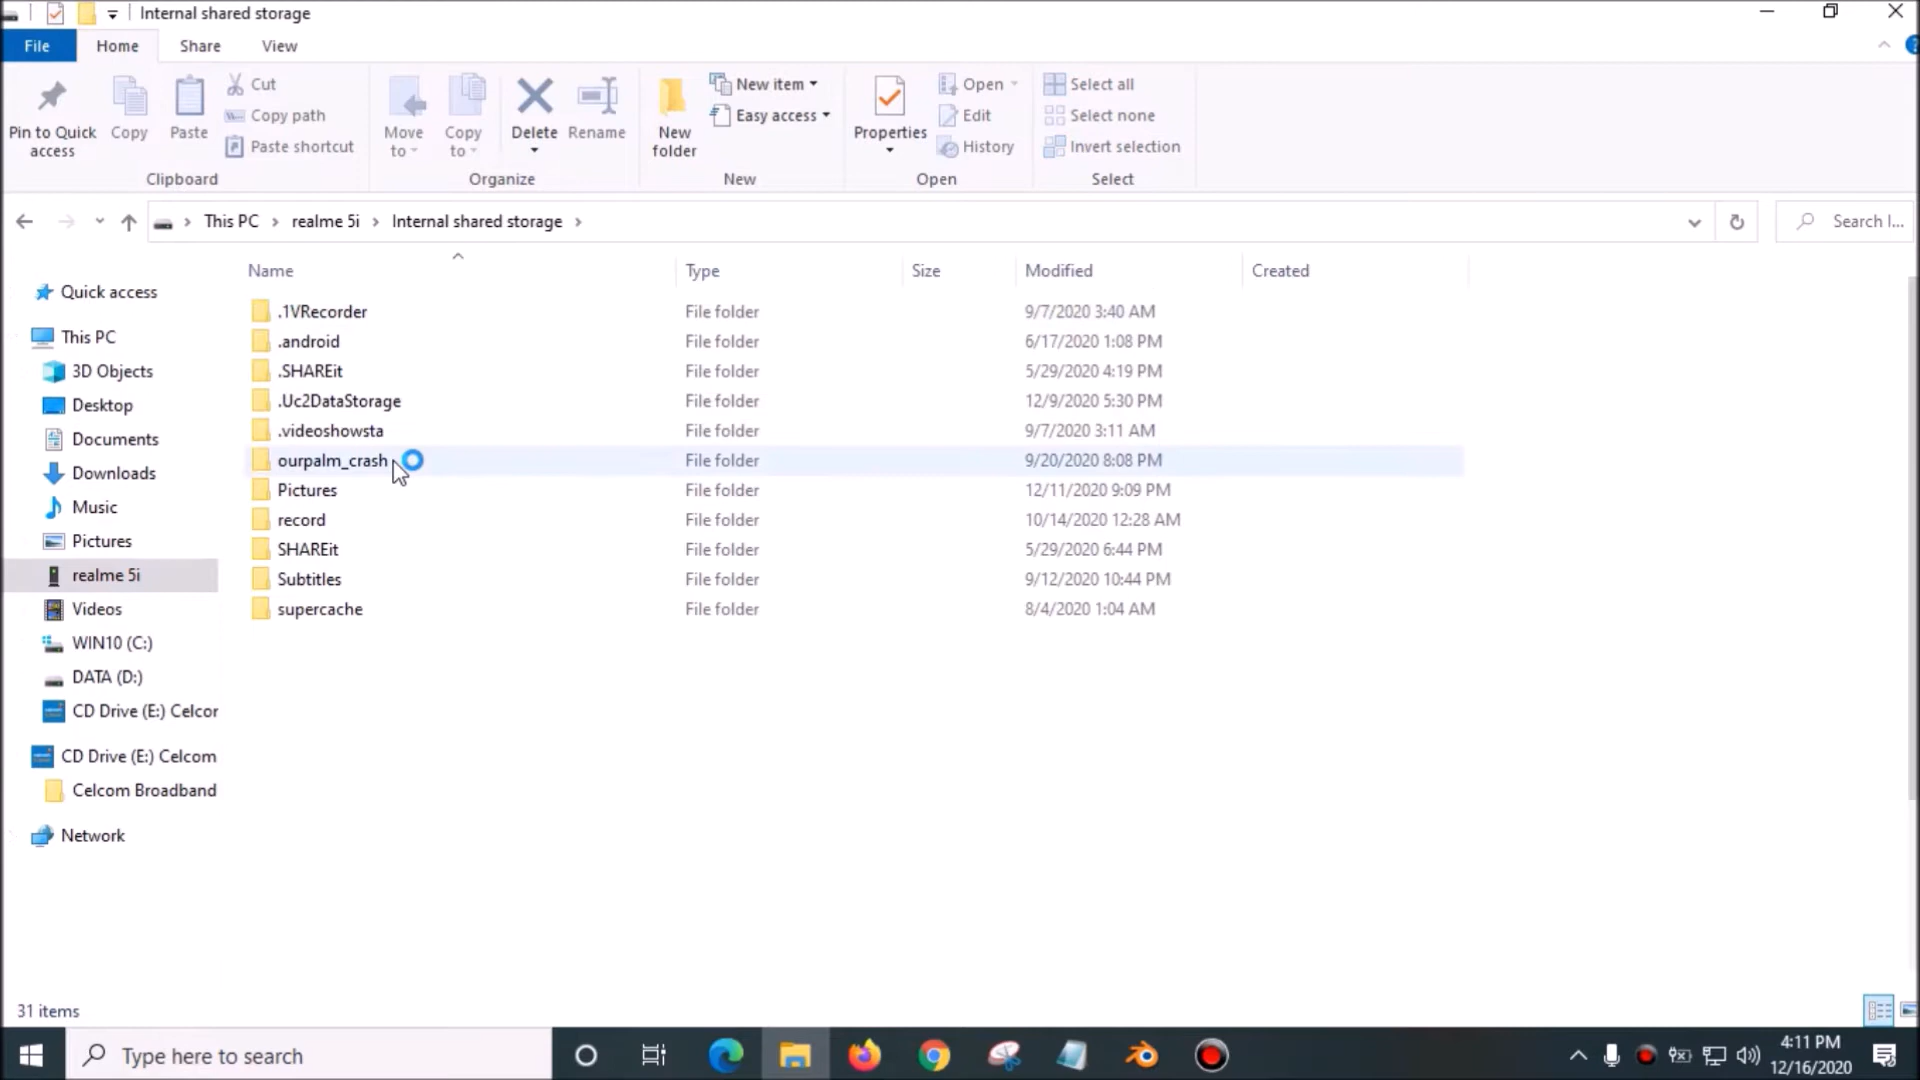 Internal shared storage
File Home Share View
Pin to Quick access
Copy
Paste
Cut
Copy path
Paste shortcut
Clipboard
Move to
Copy to
Delete
Rename
Organize
New folder
New item
Easy access
New
Properties
Open
Edit
History
Open
Select all
Select none
Invert selection
Select
This PC > realme 5i > Internal shared storage >
Search I...
Name Type Size Modified Created
Quick access
This PC
3D Objects
Desktop
Documents
Downloads
Music
Pictures
realme 5i
Videos
WIN10 (C:)
DATA (D:)
CD Drive (E:) Celcor
CD Drive (E:) Celcom
Celcom Broadband
Network
.1VRecorder File folder 9/7/2020 3:40 AM
.android File folder 6/17/2020 1:08 PM
.SHAREit File folder 5/29/2020 4:19 PM
.Uc2DataStorage File folder 12/9/2020 5:30 PM
.videoshowsta File folder 9/7/2020 3:11 AM
ourpalm_crash File folder 9/20/2020 8:08 PM
Pictures File folder 12/11/2020 9:09 PM
record File folder 10/14/2020 12:28 AM
SHAREit File folder 5/29/2020 6:44 PM
Subtitles File folder 9/12/2020 10:44 PM
supercache File folder 8/4/2020 1:04 AM
31 items
Type here to search
4:11 PM
12/16/2020